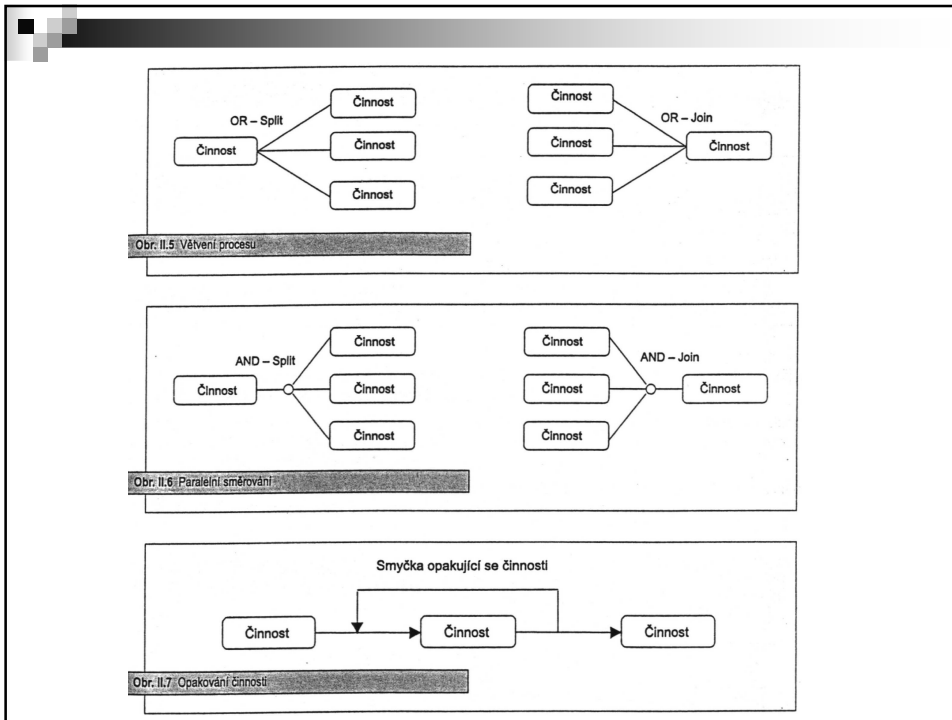 OR – Split
Činnost
Činnost
Činnost
Činnost
Činnost
Činnost
Činnost
OR – Join
Činnost
Obr. II.5 Větvení procesu
AND – Split
Činnost
Činnost
Činnost
Činnost
Činnost
Činnost
Činnost
AND – Join
Činnost
Obr. II.6 Paralelní směrování
Smyčka opakující se činnosti
Činnost
Činnost
Činnost
Obr. II.7 Opakování činnosti